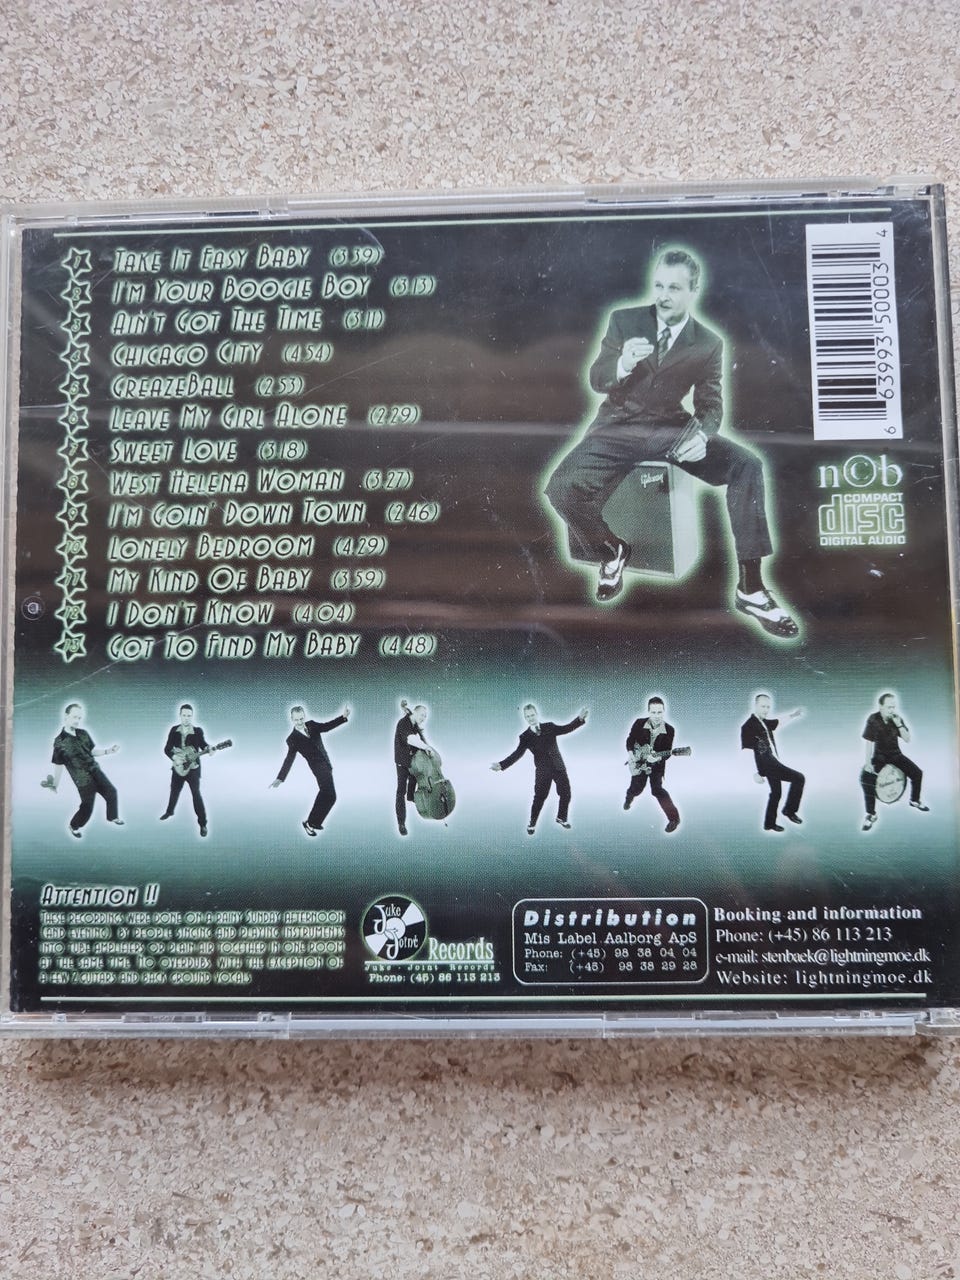 1 Take It Easy Baby (3:39)
2 I'm Your Boogie Boy (3:13)
3 Ain't Got The Time (3:11)
4 Chicago City (4:54)
5 GreazeBall (2:53)
6 Leave My Girl Alone (2:29)
7 Sweet Love (3:18)
8 West Helena Woman (3:27)
9 I'm Goin' Down Town (2:46)
10 Lonely Bedroom (4:29)
11 My Kind Of Baby (3:59)
12 I Don't Know (4:04)
13 Got To Find My Baby (4:48)
6 63993 50003 4
n©b
COMPACT
disc
DIGITAL AUDIO
Attention !!
These recordings were done on a rainy Sunday afternoon
(and evening), by people singing and playing instruments
into tube amplifiers or plain air together in one room
at the same time. No overdubs with the exception of
a few 2.guitars and back ground vocals
Juke
Joint
Records
Juke - Joint Records
Phone: (45) 86 113 213
Distribution
Mis Label Aalborg ApS
Phone: (+45) 98 38 04 04
Fax: (+45) 98 38 29 28
Booking and information
Phone: (+45) 86 113 213
e-mail: stenbaek@lightningmoe.dk
Website: lightningmoe.dk